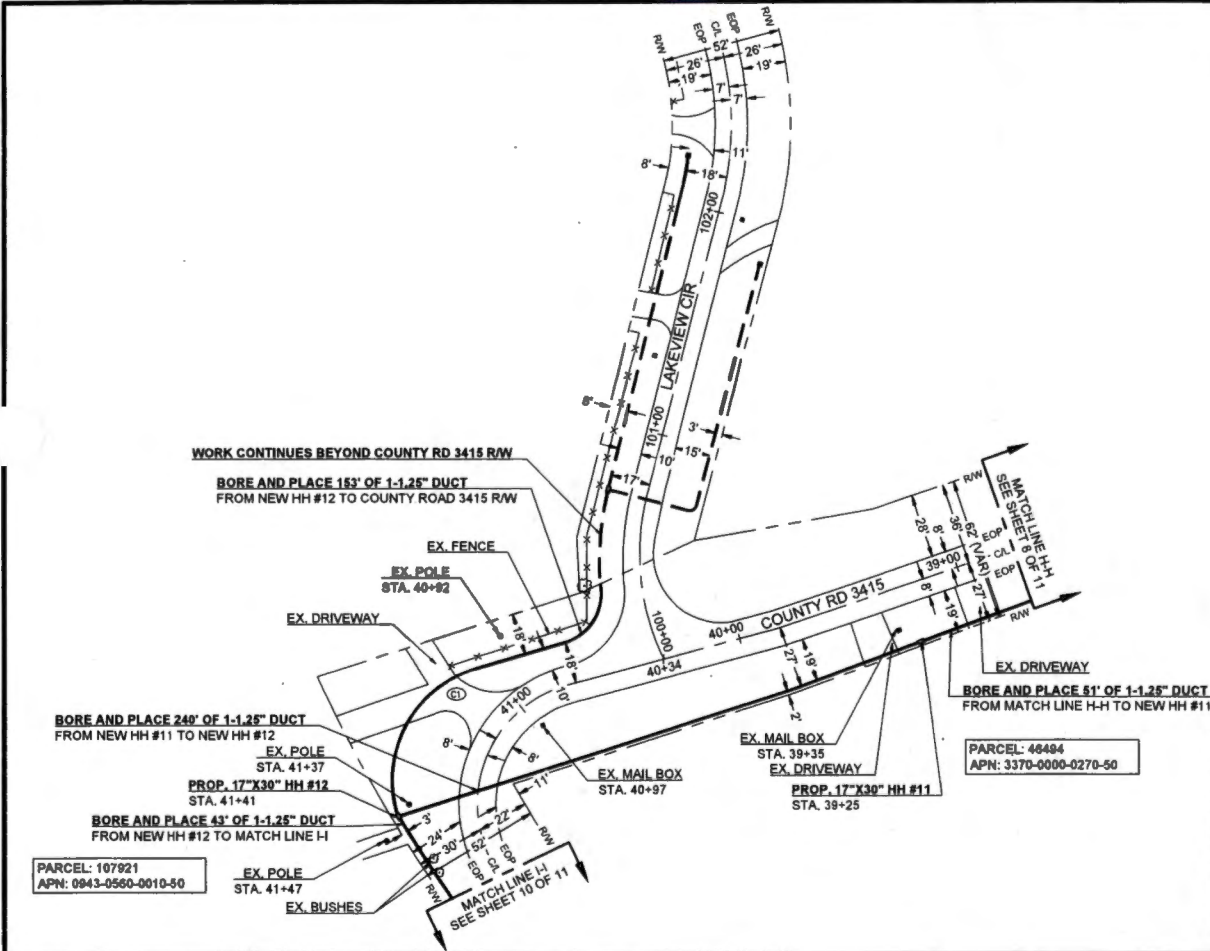 R/W
EOP
C/L
EOP
R/W
52'
26'
26'
19'
19'
7'
7'
11'
8'
18'
102+00
LAKEVIEW CIR
8'
101+00
3'
10'
15'
17'
WORK CONTINUES BEYOND COUNTY RD 3415 R/W
BORE AND PLACE 153' OF 1-1.25" DUCT
FROM NEW HH #12 TO COUNTY ROAD 3415 R/W
EX. FENCE
EX. POLE
STA. 40+92
EX. DRIVEWAY
18'
18'
10'
C1
41+00
8'
8'
100+00
40+34
40+00
COUNTY RD 3415
39+00
28'
8'
36'
62' (VAR)
R/W
EOP
C/L
EOP
27'
8'
19'
R/W
MATCH LINE H-H
SEE SHEET 8 OF 11
27'
19'
2'
EX. DRIVEWAY
BORE AND PLACE 51' OF 1-1.25" DUCT
FROM MATCH LINE H-H TO NEW HH #11
PARCEL: 46494
APN: 3370-0000-0270-50
EX. MAIL BOX
STA. 39+35
EX. DRIVEWAY
PROP. 17"X30" HH #11
STA. 39+25
EX. MAIL BOX
STA. 40+97
BORE AND PLACE 240' OF 1-1.25" DUCT
FROM NEW HH #11 TO NEW HH #12
EX. POLE
STA. 41+37
PROP. 17"X30" HH #12
STA. 41+41
BORE AND PLACE 43' OF 1-1.25" DUCT
FROM NEW HH #12 TO MATCH LINE I-I
PARCEL: 107921
APN: 0943-0560-0010-50
EX. POLE
STA. 41+47
EX. BUSHES
3'
24'
30'
52'
22'
11'
R/W
EOP
C/L
EOP
R/W
MATCH LINE I-I
SEE SHEET 10 OF 11